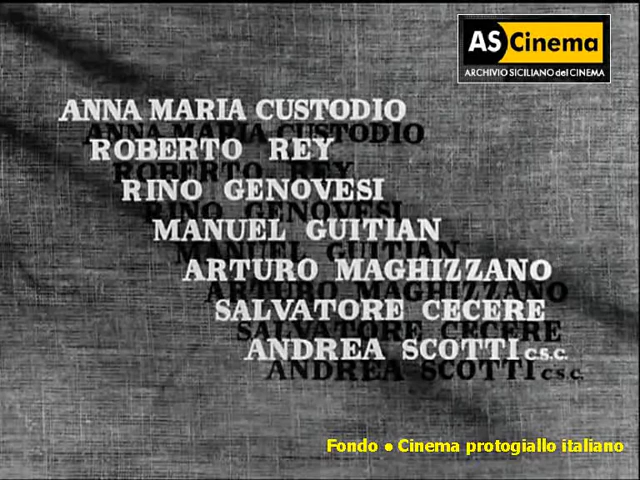 AS Cinema
ARCHIVIO SICILIANO del CINEMA
ANNA MARIA CUSTODIO
ROBERTO REY
RINO GENOVESI
MANUEL GUITIAN
ARTURO MAGHIZZANO
SALVATORE CECERE
ANDREA SCOTTI C.S.C.
Fondo • Cinema protogiallo italiano